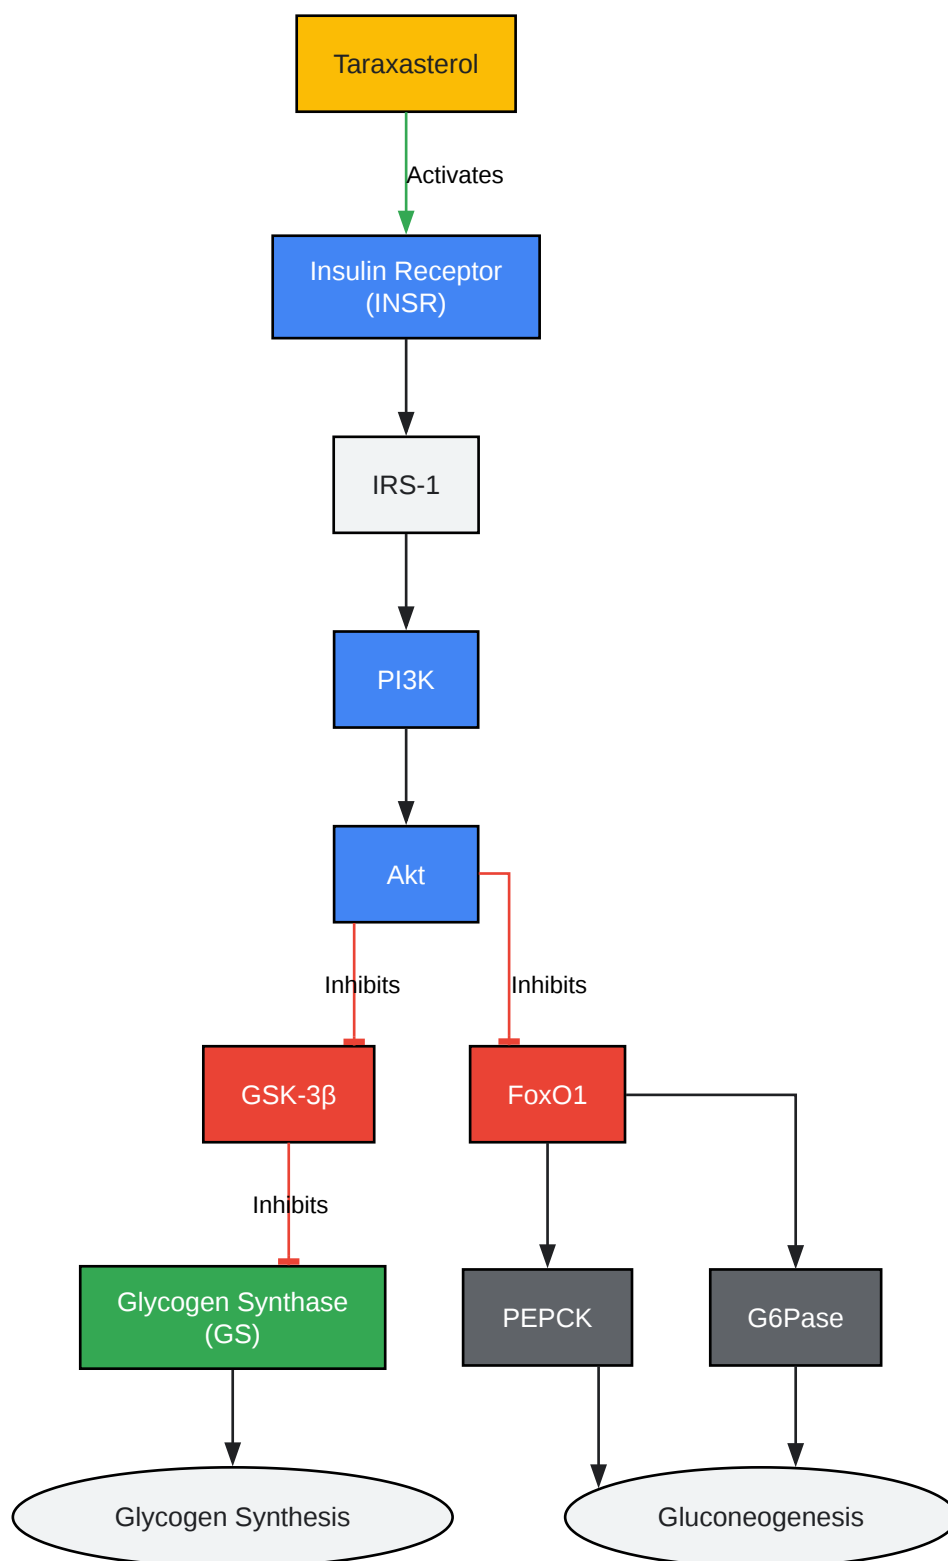 Taraxasterol
Activates
Insulin Receptor
(INSR)
IRS-1
PI3K
Akt
Inhibits
Inhibits
GSK-3β
FoxO1
Inhibits
Glycogen Synthase
(GS)
PEPCK
G6Pase
Glycogen Synthesis
Gluconeogenesis